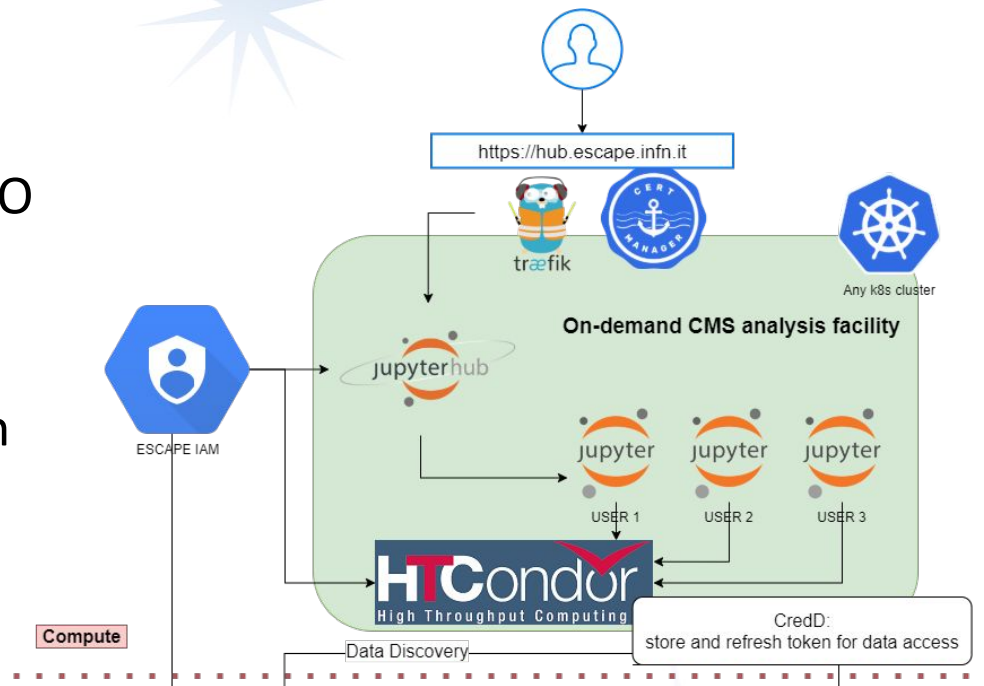 https://hub.escape.infn.it
o
CERT
MANAGER
træfik
Any k8s cluster
On-demand CMS analysis facility
jupyterhub
n
ESCAPE IAM
jupyter
jupyter
jupyter
USER 1
USER 2
USER 3
HTCondor
High Throughput Computing
CredD:
store and refresh token for data access
Compute
Data Discovery